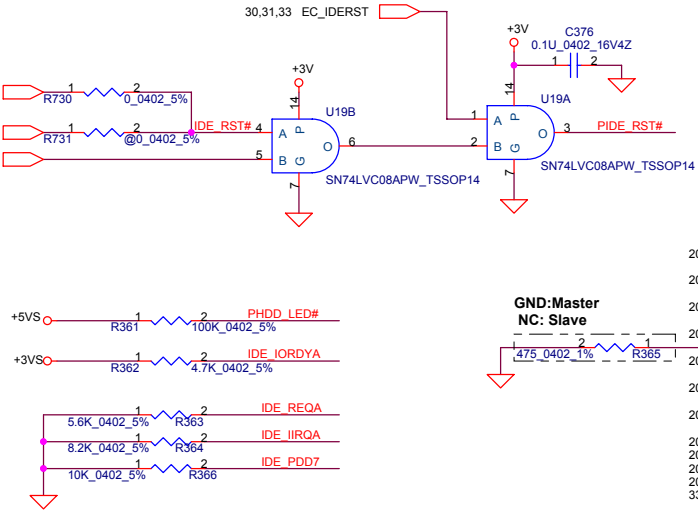 30,31,33 EC_IDERST
+3V
C376
0.1U_0402_16V4Z
1 2
+3V
14
U19A
1 2
R730 0_0402_5%
14
U19B
1 A P
O 3 PIDE_RST#
2 B G
1 2 IDE_RST# 4 A P
R731 @0_0402_5%
O 6
5 B G
SN74LVC08APW_TSSOP14
7
SN74LVC08APW_TSSOP14
7
+5VS 1 2 PHDD_LED#
R361 100K_0402_5%
+3VS 1 2 IDE_IORDYA
R362 4.7K_0402_5%
GND:Master
NC: Slave
2 1
475_0402_1% R365
1 2 IDE_REQA
5.6K_0402_5% R363
1 2 IDE_IIRQA
8.2K_0402_5% R364
1 2 IDE_PDD7
10K_0402_5% R366